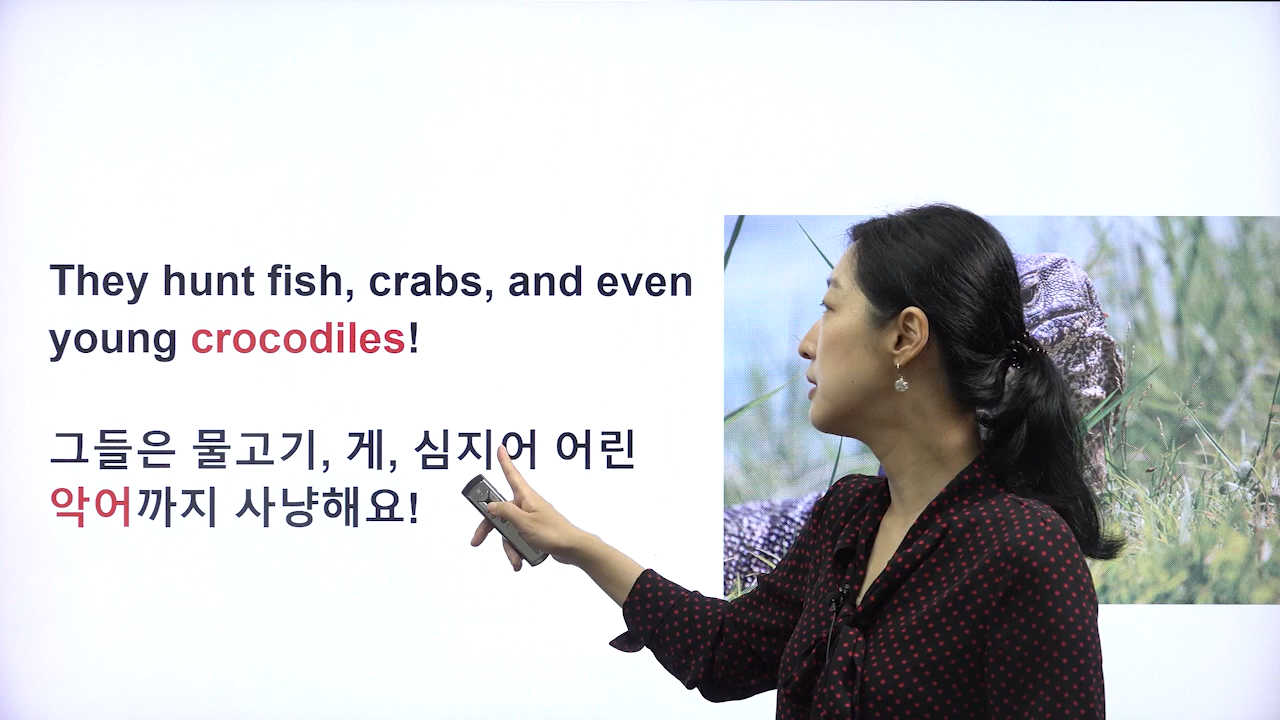 They hunt fish, crabs, and even
young crocodiles!
그들은 물고기, 게, 심지어 어린
악어까지 사냥해요!